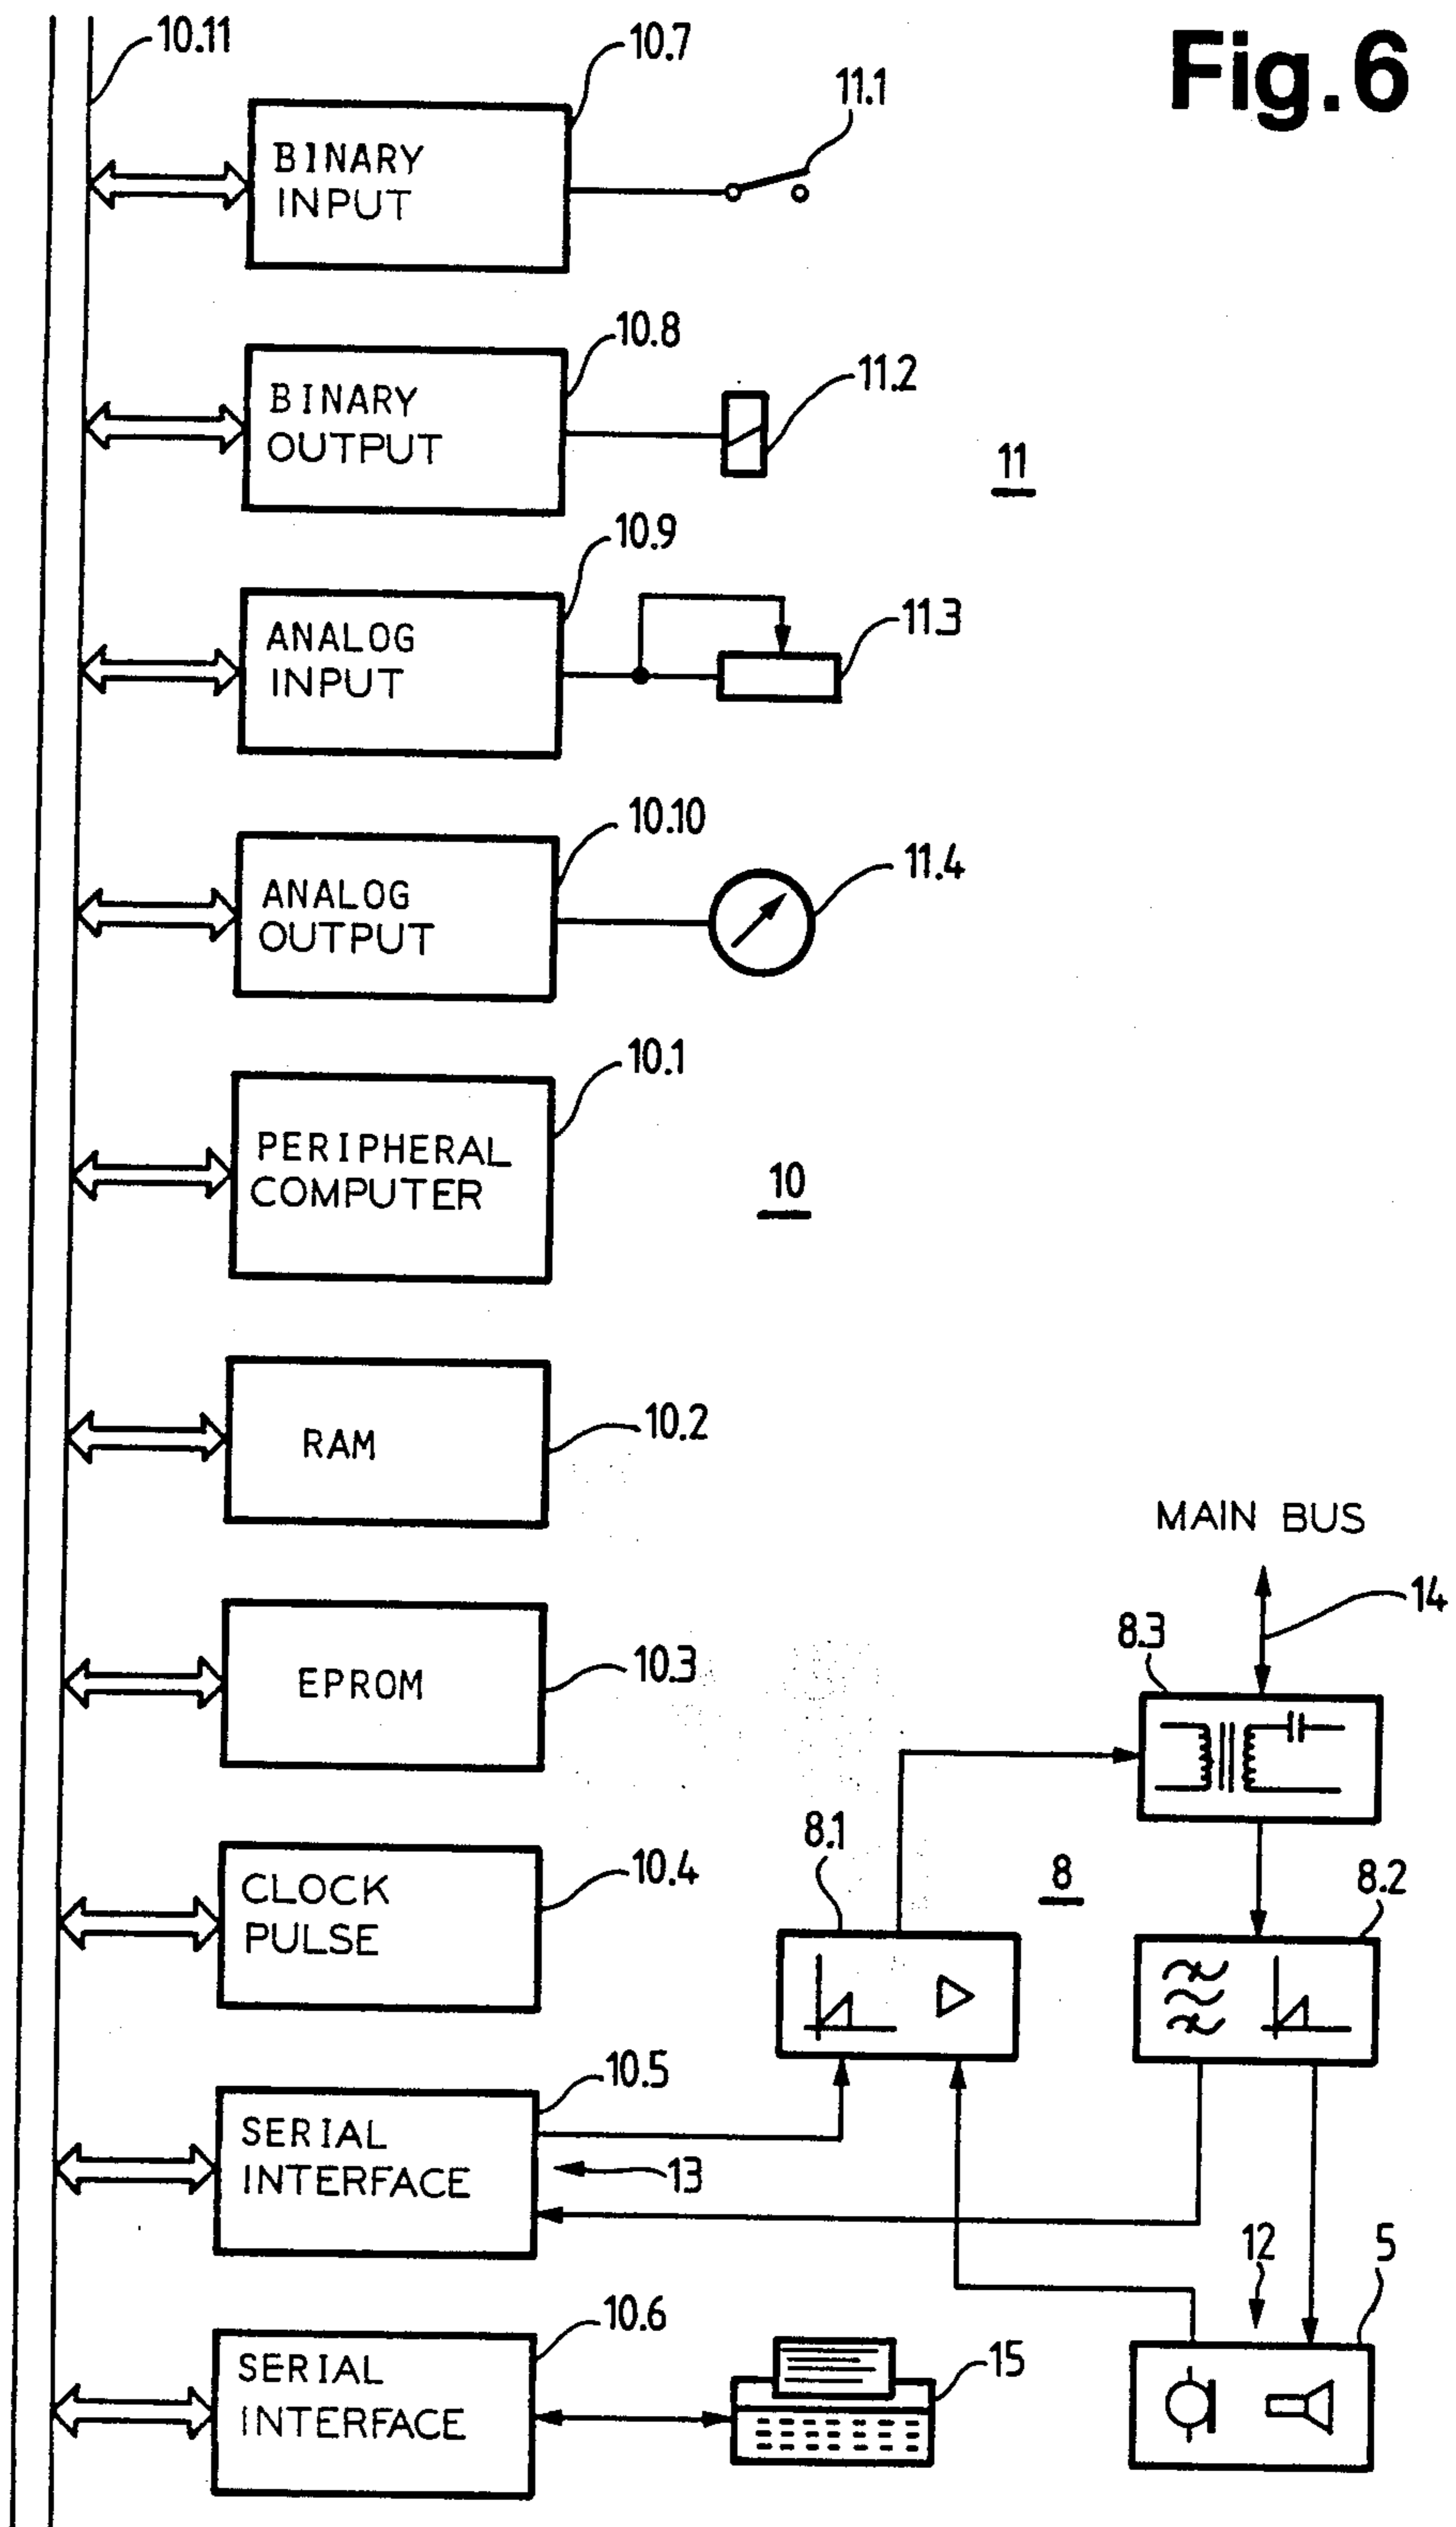 Fig. 6
10.11
10.7
BINARY
INPUT
11.1
10.8
BINARY
OUTPUT
11.2
11
10.9
ANALOG
INPUT
11.3
10.10
ANALOG
OUTPUT
11.4
10.1
PERIPHERAL
COMPUTER
10
RAM
10.2
MAIN BUS
14
EPROM
10.3
8.3
CLOCK
PULSE
10.4
8.1
8
8.2
10.5
SERIAL
INTERFACE
13
12
5
10.6
SERIAL
INTERFACE
15